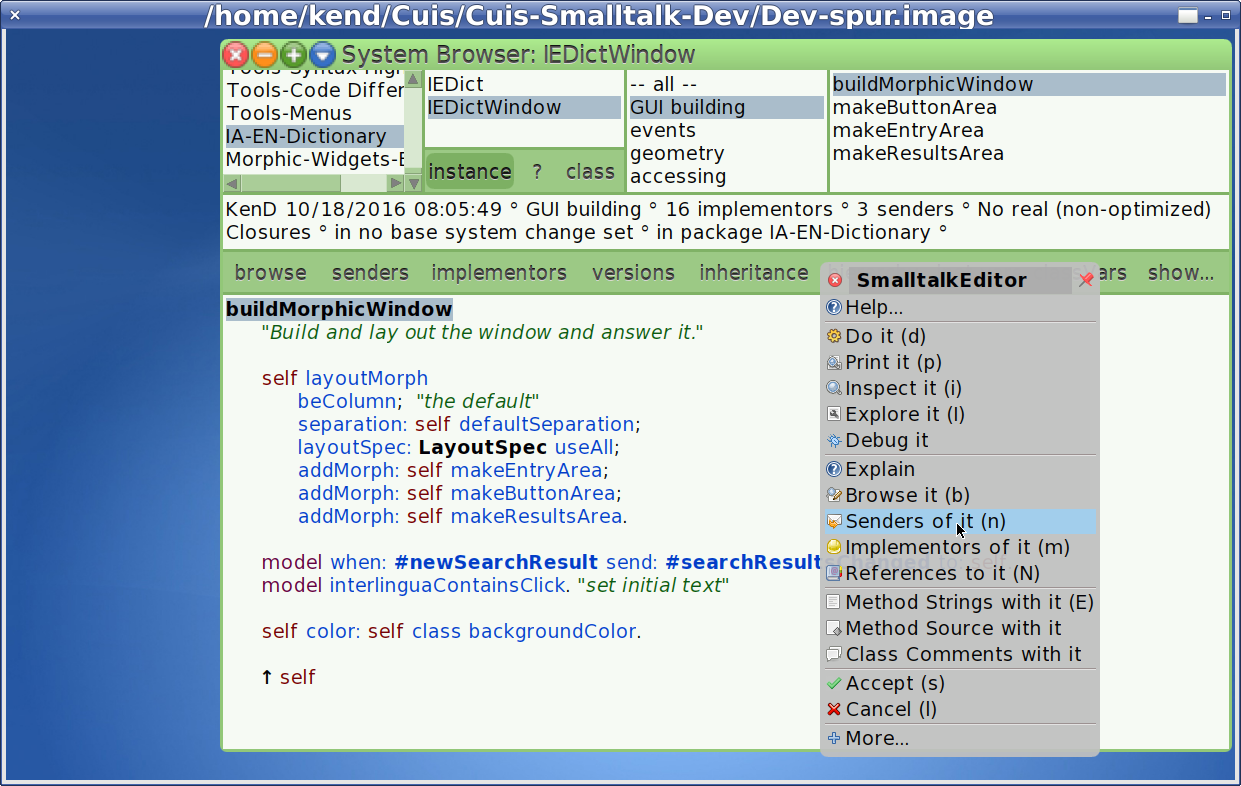 /home/kend/Cuis/Cuis-Smalltalk-Dev/Dev-spur.image
System Browser: IEDictWindow
Tools-Code Differ
Tools-Menus
IA-EN-Dictionary
Morphic-Widgets-E
IEDict
IEDictWindow
instance ? class
-- all --
GUI building
events
geometry
accessing
buildMorphicWindow
makeButtonArea
makeEntryArea
makeResultsArea
KenD 10/18/2016 08:05:49 ° GUI building ° 16 implementors ° 3 senders ° No real (non-optimized)
Closures ° in no base system change set ° in package IA-EN-Dictionary °
browse senders implementors versions inheritance ars show...
buildMorphicWindow
"Build and lay out the window and answer it."
self layoutMorph
beColumn; "the default"
separation: self defaultSeparation;
layoutSpec: LayoutSpec useAll;
addMorph: self makeEntryArea;
addMorph: self makeButtonArea;
addMorph: self makeResultsArea.
model when: #newSearchResult send: #searchResultsChanged to: self.
model interlinguaContainsClick. "set initial text"
self color: self class backgroundColor.
↑ self
SmalltalkEditor
Help...
Do it (d)
Print it (p)
Inspect it (i)
Explore it (I)
Debug it
Explain
Browse it (b)
Senders of it (n)
Implementors of it (m)
References to it (N)
Method Strings with it (E)
Method Source with it
Class Comments with it
Accept (s)
Cancel (l)
More...